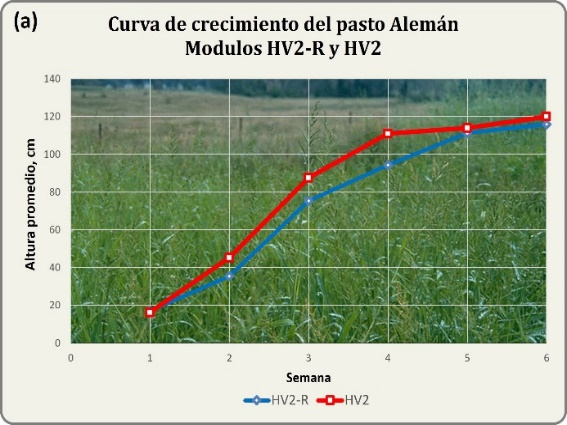 (a)
Curva de crecimiento del pasto Alemán
Modulos HV2-R y HV2
Altura promedio, cm
140
120
100
80
60
40
20
0
0 1 2 3 4 5 6
Semana
HV2-R HV2